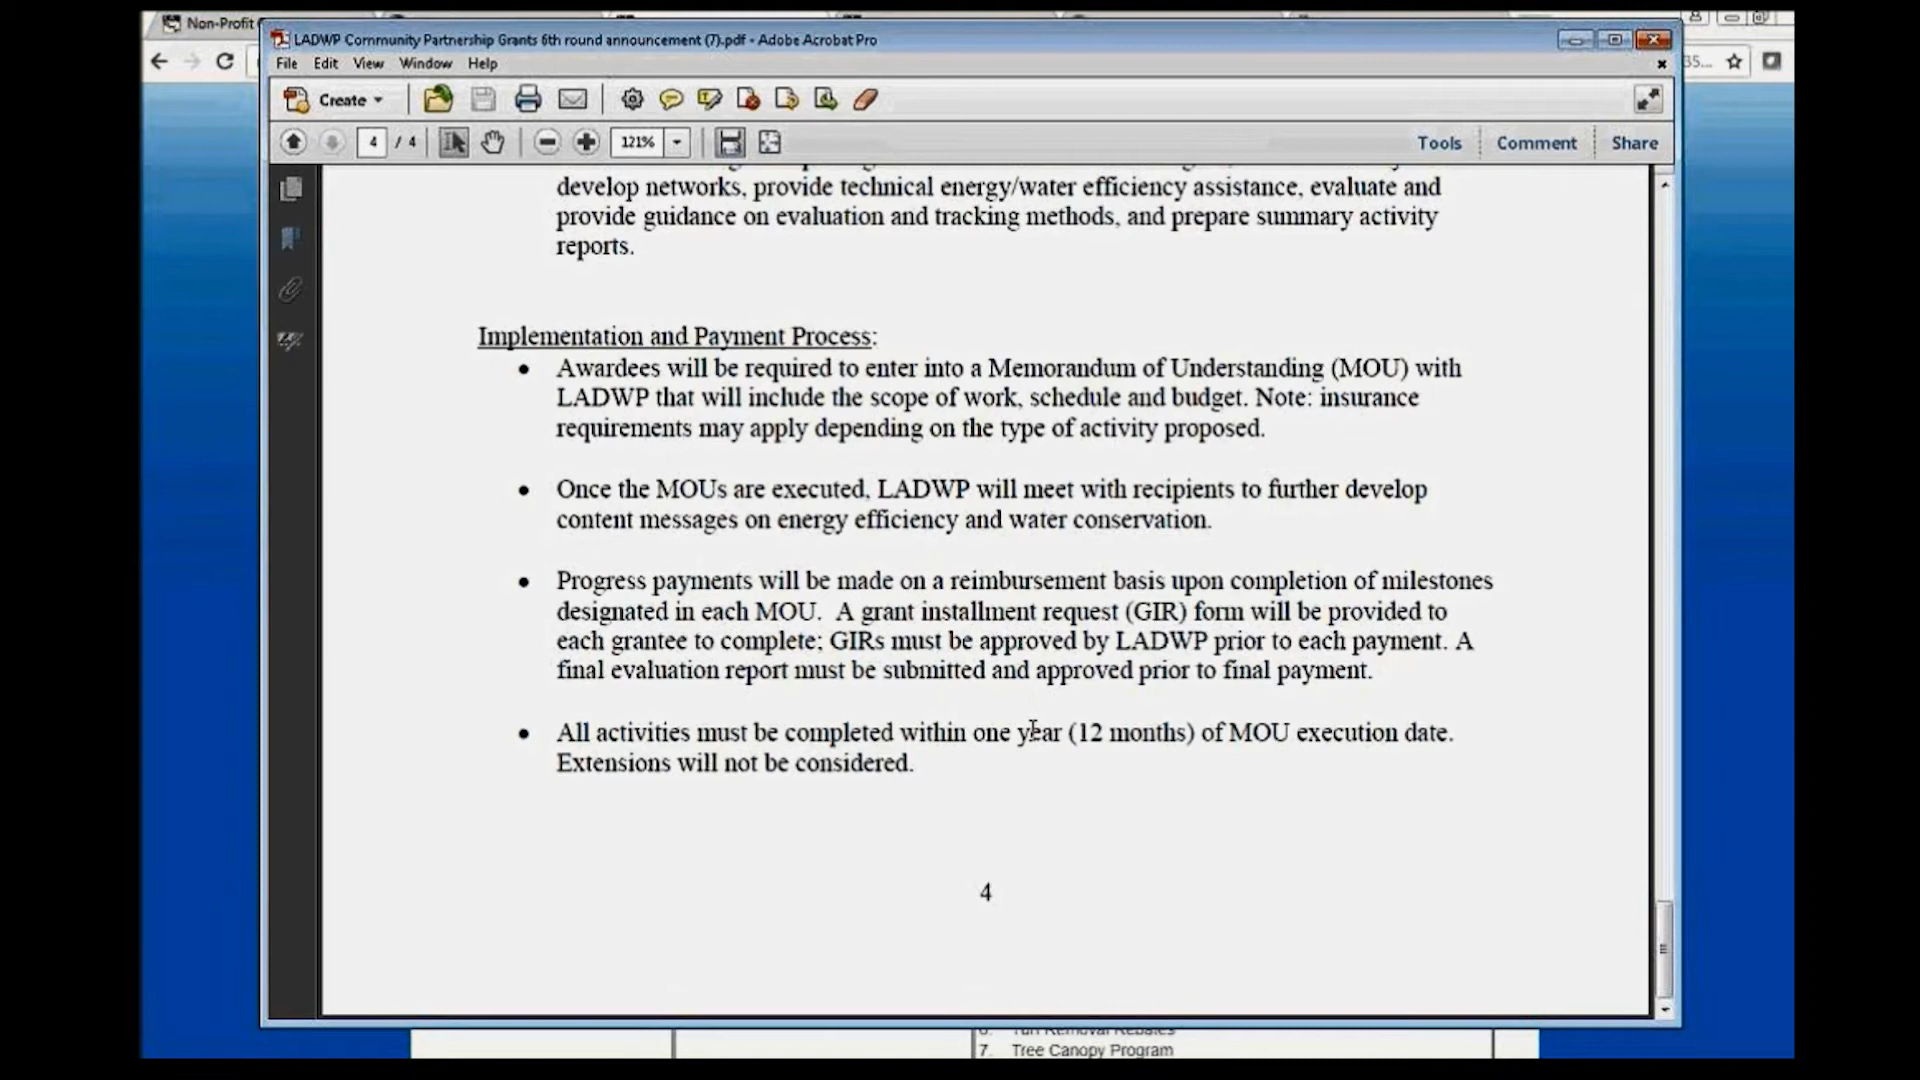 Non-Profit
LADWP Community Partnership Grants 6th round announcement (7).pdf - Adobe Acrobat Pro
File Edit View Window Help
35...
Create
4 / 4 121% Tools Comment Share
develop networks, provide technical energy/water efficiency assistance, evaluate and
provide guidance on evaluation and tracking methods, and prepare summary activity
reports.
Implementation and Payment Process:
• Awardees will be required to enter into a Memorandum of Understanding (MOU) with
LADWP that will include the scope of work, schedule and budget. Note: insurance
requirements may apply depending on the type of activity proposed.
• Once the MOUs are executed, LADWP will meet with recipients to further develop
content messages on energy efficiency and water conservation.
• Progress payments will be made on a reimbursement basis upon completion of milestones
designated in each MOU. A grant installment request (GIR) form will be provided to
each grantee to complete; GIRs must be approved by LADWP prior to each payment. A
final evaluation report must be submitted and approved prior to final payment.
• All activities must be completed within one year (12 months) of MOU execution date.
Extensions will not be considered.
4
Turf Removal Rebates
7. Tree Canopy Program